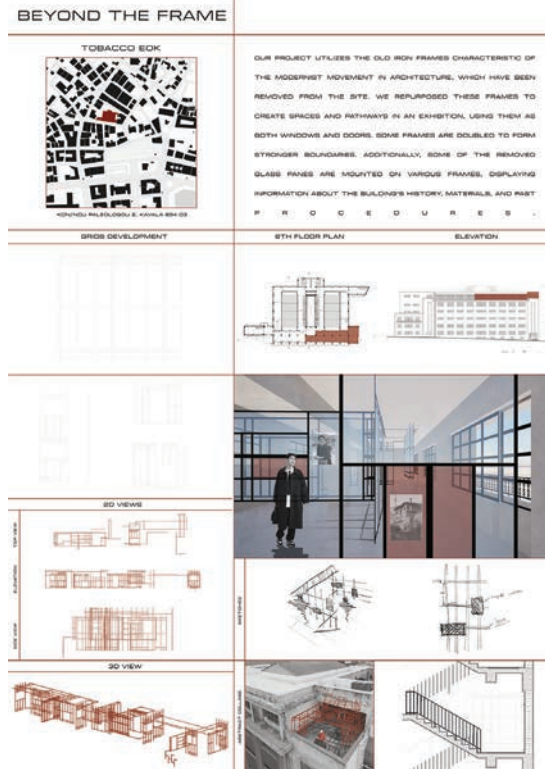 BEYOND THE FRAME
TOBACCO EOK
OUR PROJECT UTILIZES THE OLD IRON FRAMES CHARACTERISTIC OF
THE MODERNIST MOVEMENT IN ARCHITECTURE, WHICH HAVE BEEN
REMOVED FROM THE SITE. WE REPURPOSED THESE FRAMES TO
CREATE SPACES AND PATHWAYS IN AN EXHIBITION, USING THEM AS
BOTH WINDOWS AND DOORS. SOME FRAMES ARE DOUBLED TO FORM
STRONGER BOUNDARIES. ADDITIONALLY, SOME OF THE REMOVED
GLASS PANES ARE MOUNTED ON VARIOUS FRAMES, DISPLAYING
INFORMATION ABOUT THE BUILDING'S HISTORY, MATERIALS, AND PAST
P R O C E D U R E S .
KAVALA 654 03
GRIDS DEVELOPMENT
6TH FLOOR PLAN
ELEVATION
2D VIEWS
TOP VIEW
ELEVATION
SIDE VIEW
SKETCHES
3D VIEW
ABSTRACT COLLAGE